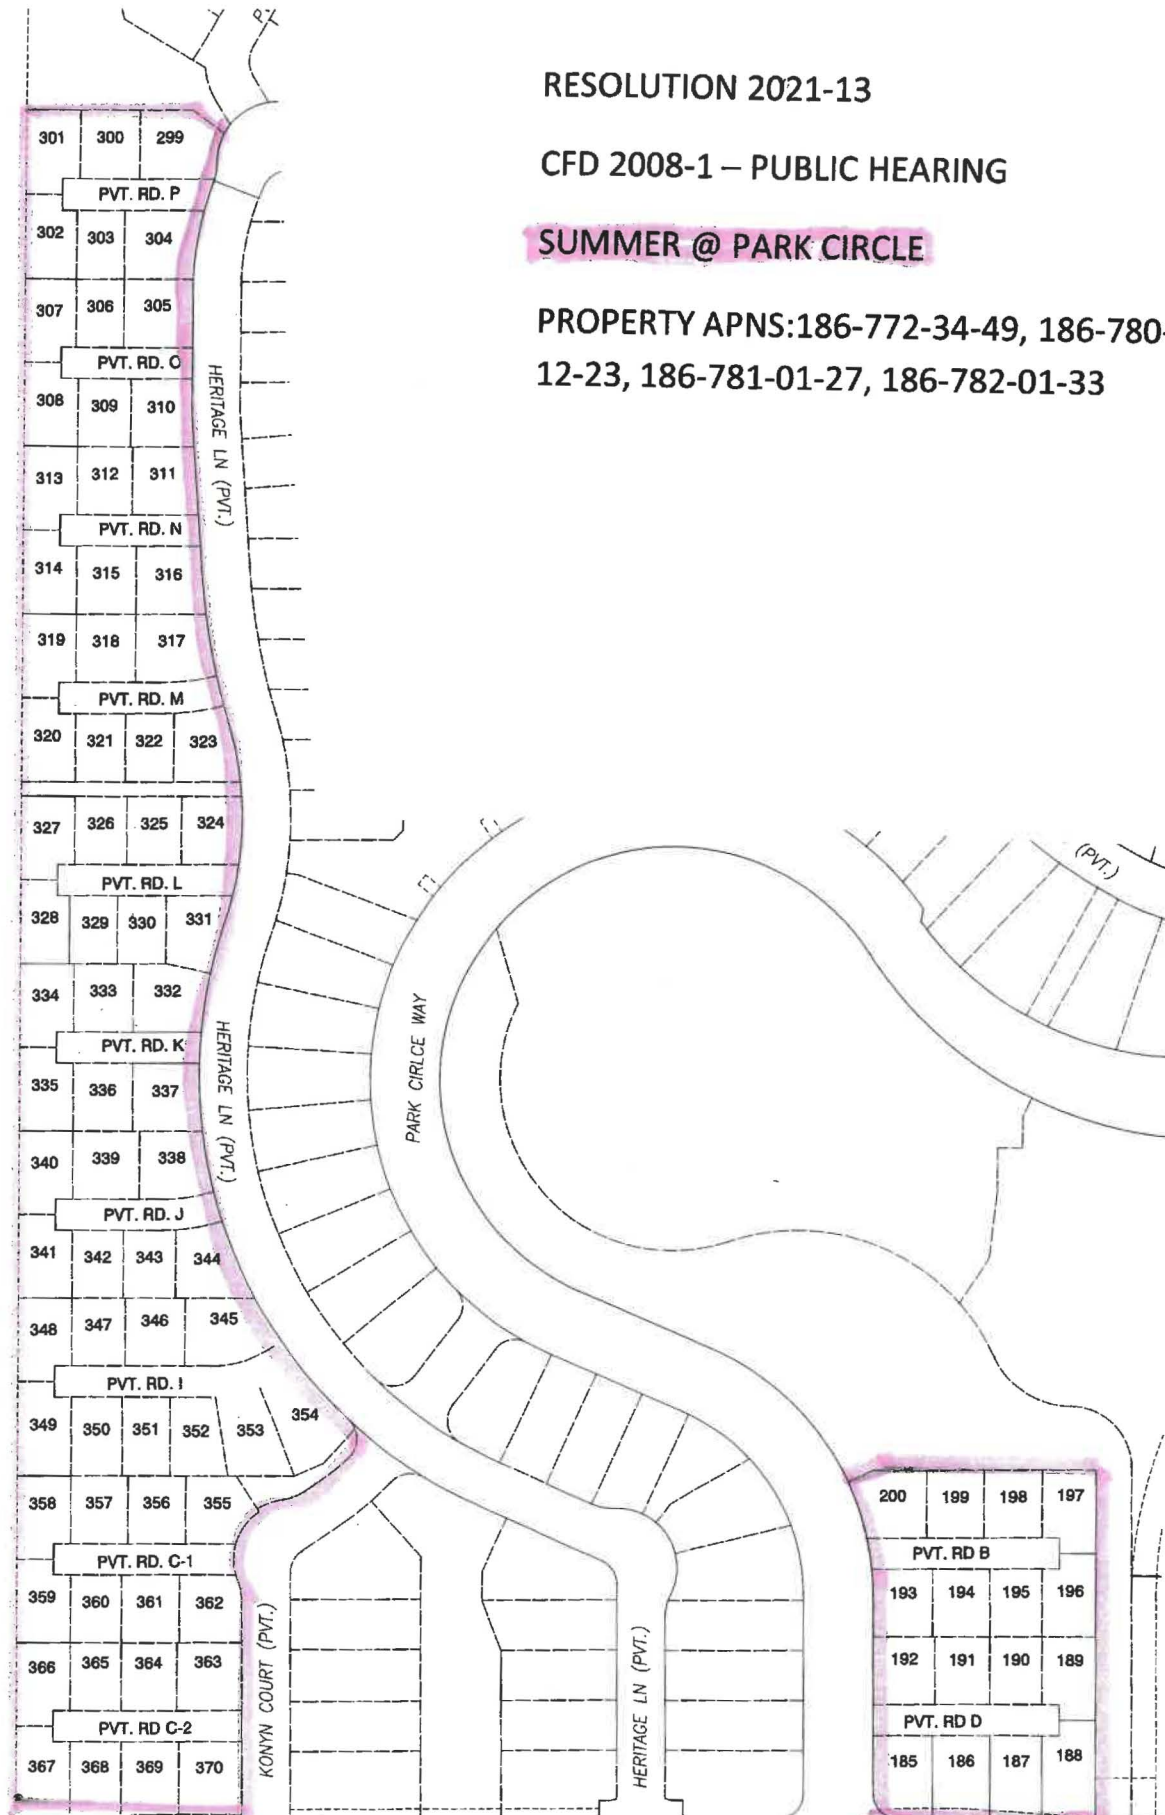 RESOLUTION 2021-13
CFD 2008-1 – PUBLIC HEARING
SUMMER @ PARK CIRCLE
PROPERTY APNS:186-772-34-49, 186-780-
12-23, 186-781-01-27, 186-782-01-33
301 300 299
PVT. RD. P
302 303 304
307 306 305
PVT. RD. O
308 309 310
313 312 311
PVT. RD. N
314 315 316
319 318 317
PVT. RD. M
320 321 322 323
327 326 325 324
PVT. RD. L
328 329 330 331
334 333 332
PVT. RD. K
335 336 337
340 339 338
PVT. RD. J
341 342 343 344
348 347 346 345
PVT. RD. I
349 350 351 352 353 354
358 357 356 355
PVT. RD. C-1
359 360 361 362
366 365 364 363
PVT. RD C-2
367 368 369 370
HERITAGE LN (PVT.)
HERITAGE LN (PVT.)
PARK CIRLCE WAY
(PVT.)
KONYN COURT (PVT.)
HERITAGE LN (PVT.)
200 199 198 197
PVT. RD B
193 194 195 196
192 191 190 189
PVT. RD D
185 186 187 188